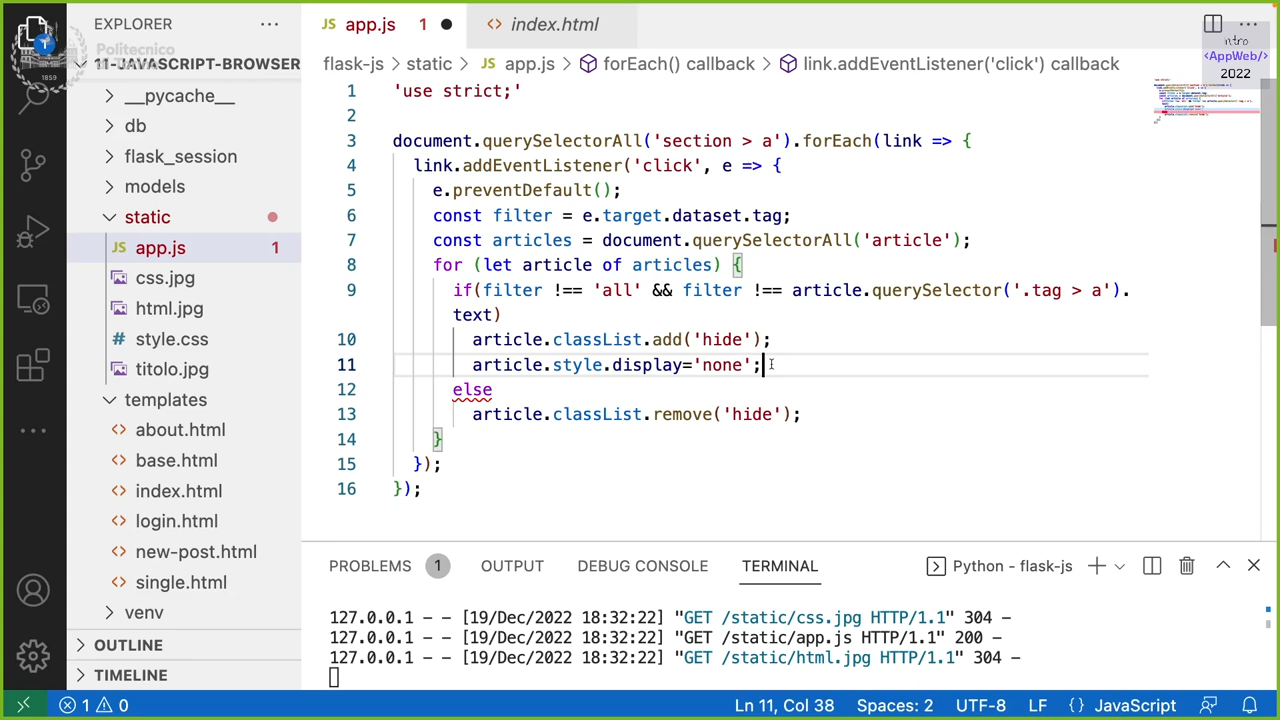 EXPLORER
app.js 1
index.html
Politecnico
1859
11-JAVASCRIPT-BROWSER
ntro
<AppWeb/>
2022
flask-js > static > JS app.js > forEach() callback > link.addEventListener('click') callback
__pycache__
db
flask_session
models
static
JS app.js 1
css.jpg
html.jpg
# style.css
titolo.jpg
templates
<> about.html
<> base.html
<> index.html
<> login.html
<> new-post.html
<> single.html
venv
OUTLINE
TIMELINE
1 'use strict;'
2
3 document.querySelectorAll('section > a').forEach(link => {
4 link.addEventListener('click', e => {
5 e.preventDefault();
6 const filter = e.target.dataset.tag;
7 const articles = document.querySelectorAll('article');
8 for (let article of articles) {
9 if(filter !== 'all' && filter !== article.querySelector('.tag > a').
text)
10 article.classList.add('hide');
11 article.style.display='none';
12 else
13 article.classList.remove('hide');
14 }
15 });
16 });
PROBLEMS 1 OUTPUT DEBUG CONSOLE TERMINAL
Python - flask-js
127.0.0.1 - - [19/Dec/2022 18:32:22] "GET /static/css.jpg HTTP/1.1" 304 -
127.0.0.1 - - [19/Dec/2022 18:32:22] "GET /static/app.js HTTP/1.1" 200 -
127.0.0.1 - - [19/Dec/2022 18:32:22] "GET /static/html.jpg HTTP/1.1" 304 -
1 0
Ln 11, Col 38 Spaces: 2 UTF-8 LF {} JavaScript